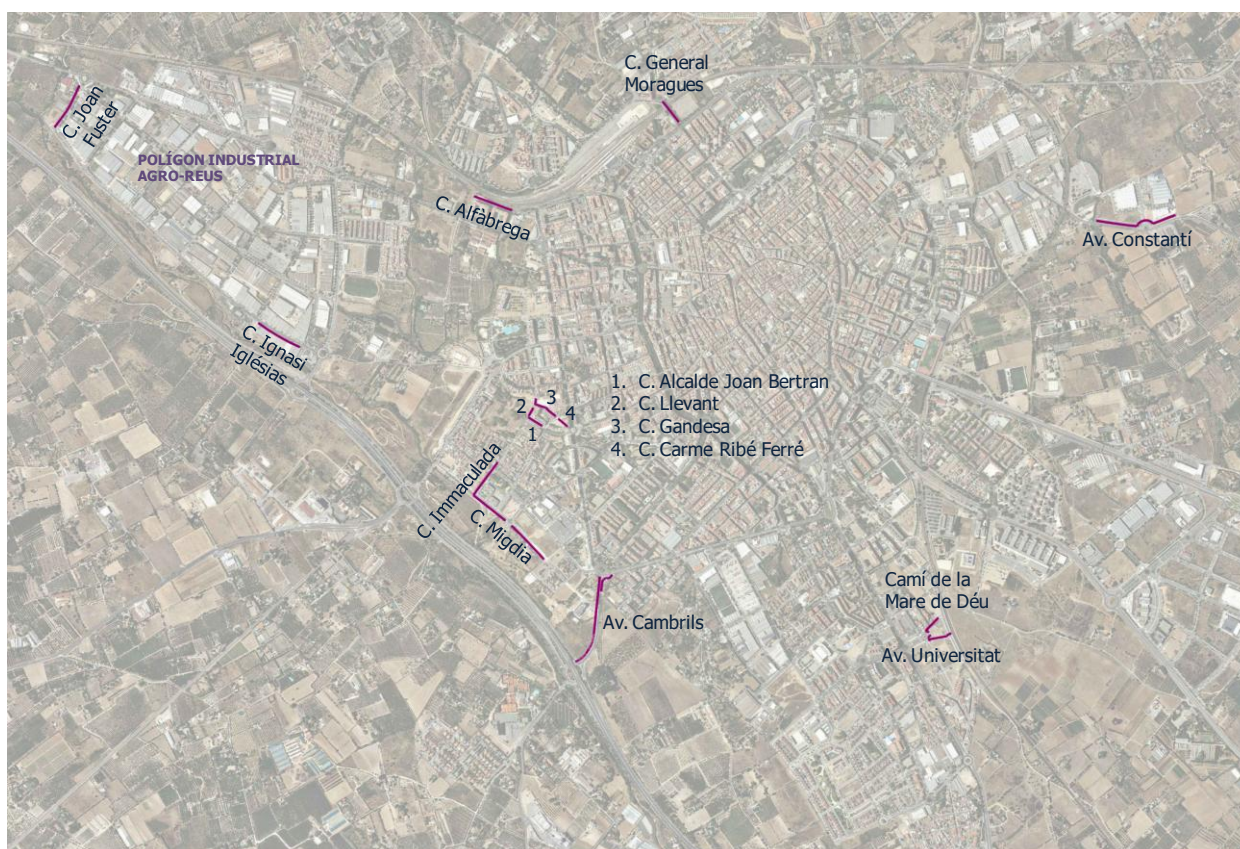 C. General
Moragues
C. Joan
Fuster
POLÍGON INDUSTRIAL
AGRO-REUS
C. Alfàbrega
Av. Constantí
C. Ignasi
Iglésias
1. C. Alcalde Joan Bertran
2. C. Llevant
3. C. Gandesa
4. C. Carme Ribé Ferré
3
2
4
1
C. Immaculada
C. Migdia
Camí de la
Mare de Déu
Av. Cambrils
Av. Universitat